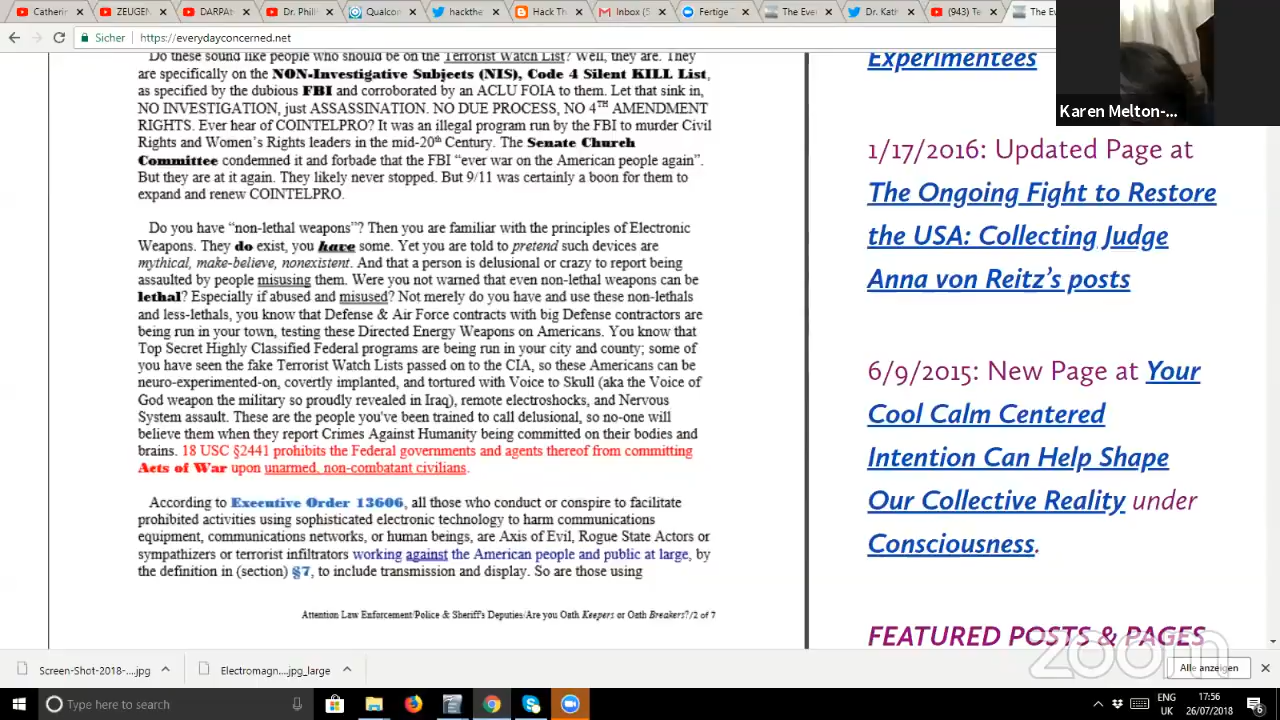 Catherin
ZEUGEN
DARPA
Dr. Phili
Qualcon
hackthe
Hack Th
Inbox (5
Fertige
The Ever
Dr. Kath
(943) Te
The E
Sicher | https://everydayconcerned.net
Karen Melton-...
Do these sound like people who should be on the Terrorist Watch List? Well, they are. They
are specifically on the NON-Investigative Subjects (NIS), Code 4 Silent KILL List,
as specified by the dubious FBI and corroborated by an ACLU FOIA to them. Let that sink in,
NO INVESTIGATION, just ASSASSINATION. NO DUE PROCESS, NO 4TH AMENDMENT
RIGHTS. Ever hear of COINTELPRO? It was an illegal program run by the FBI to murder Civil
Rights and Women's Rights leaders in the mid-20th Century. The Senate Church
Committee condemned it and forbade that the FBI “ever war on the American people again”.
But they are at it again. They likely never stopped. But 9/11 was certainly a boon for them to
expand and renew COINTELPRO.
Do you have “non-lethal weapons”? Then you are familiar with the principles of Electronic
Weapons. They do exist, you have some. Yet you are told to pretend such devices are
mythical, make-believe, nonexistent. And that a person is delusional or crazy to report being
assaulted by people misusing them. Were you not warned that even non-lethal weapons can be
lethal? Especially if abused and misused? Not merely do you have and use these non-lethals
and less-lethals, you know that Defense & Air Force contracts with big Defense contractors are
being run in your town, testing these Directed Energy Weapons on Americans. You know that
Top Secret Highly Classified Federal programs are being run in your city and county; some of
you have seen the fake Terrorist Watch Lists passed on to the CIA, so these Americans can be
neuro-experimented-on, covertly implanted, and tortured with Voice to Skull (aka the Voice of
God weapon the military so proudly revealed in Iraq), remote electroshocks, and Nervous
System assault. These are the people you've been trained to call delusional, so no-one will
believe them when they report Crimes Against Humanity being committed on their bodies and
brains. 18 USC §2441 prohibits the Federal governments and agents thereof from committing
Acts of War upon unarmed, non-combatant civilians.
According to Executive Order 13606, all those who conduct or conspire to facilitate
prohibited activities using sophisticated electronic technology to harm communications
equipment, communications networks, or human beings, are Axis of Evil, Rogue State Actors or
sympathizers or terrorist infiltrators working against the American people and public at large, by
the definition in (section) §7, to include transmission and display. So are those using
Attention Law Enforcement/Police & Sheriff's Deputies/Are you Oath Keepers or Oath Breakers?/2 of 7
Experimentees
1/17/2016: Updated Page at
The Ongoing Fight to Restore
the USA: Collecting Judge
Anna von Reitz’s posts
6/9/2015: New Page at Your
Cool Calm Centered
Intention Can Help Shape
Our Collective Reality under
Consciousness.
FEATURED POSTS & PAGES
zoom
Screen-Shot-2018-....jpg
Electromagn....jpg_large
Alle anzeigen
Type here to search
ENG
UK
17:56
26/07/2018
6